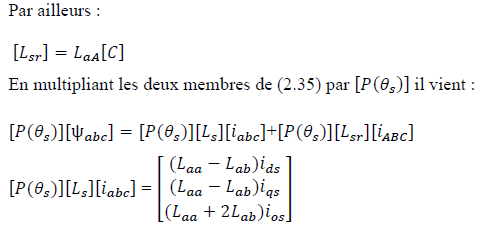 Par ailleurs :
[L_sr] = L_aA[C]
En multipliant les deux membres de (2.35) par [P(θ_s)] il vient :
[P(θ_s)][ψ_abc] = [P(θ_s)][L_s][i_abc]+[P(θ_s)][L_sr][i_ABC]
[P(θ_s)][L_s][i_abc] = [(L_aa − L_ab)i_ds
(L_aa − L_ab)i_qs
(L_aa + 2L_ab)i_os]